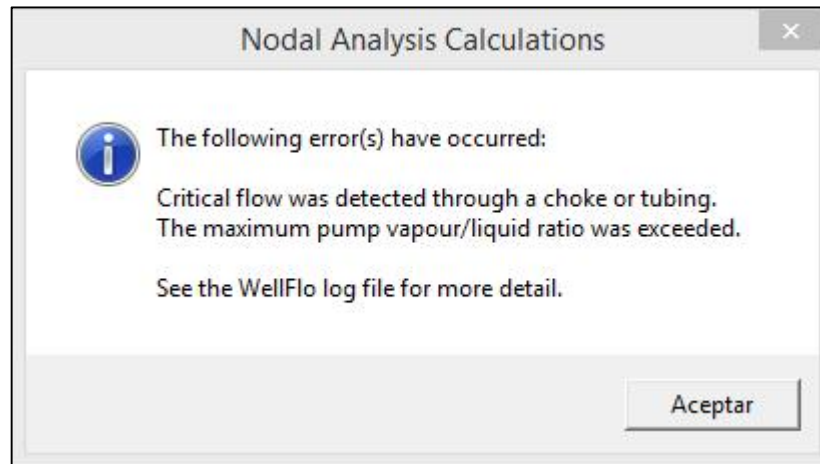 Nodal Analysis Calculations
The following error(s) have occurred:
Critical flow was detected through a choke or tubing.
The maximum pump vapour/liquid ratio was exceeded.
See the WellFlo log file for more detail.
Aceptar